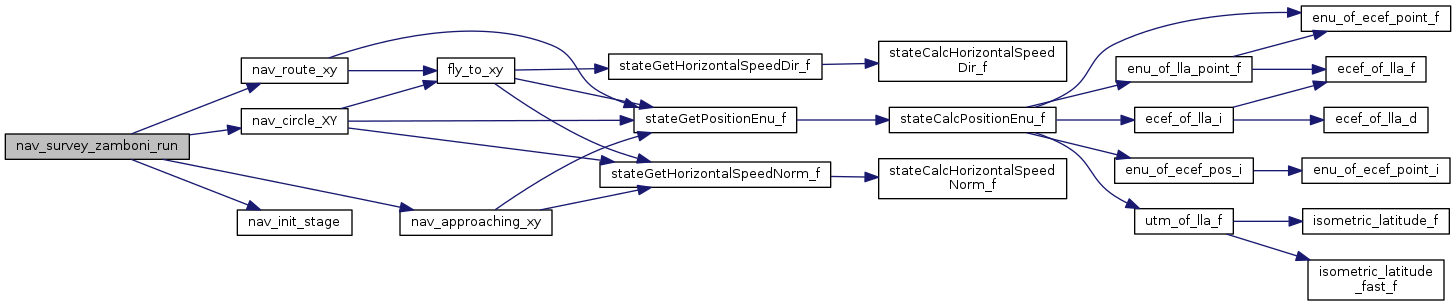 nav_survey_zamboni_run
nav_route_xy
nav_circle_XY
nav_init_stage
nav_approaching_xy
fly_to_xy
stateGetHorizontalSpeedDir_f
stateGetPositionEnu_f
stateGetHorizontalSpeedNorm_f
stateCalcHorizontalSpeed
Dir_f
stateCalcPositionEnu_f
stateCalcHorizontalSpeed
Norm_f
enu_of_lla_point_f
ecef_of_lla_i
enu_of_ecef_pos_i
utm_of_lla_f
enu_of_ecef_point_f
ecef_of_lla_f
ecef_of_lla_d
enu_of_ecef_point_i
isometric_latitude_f
isometric_latitude
_fast_f